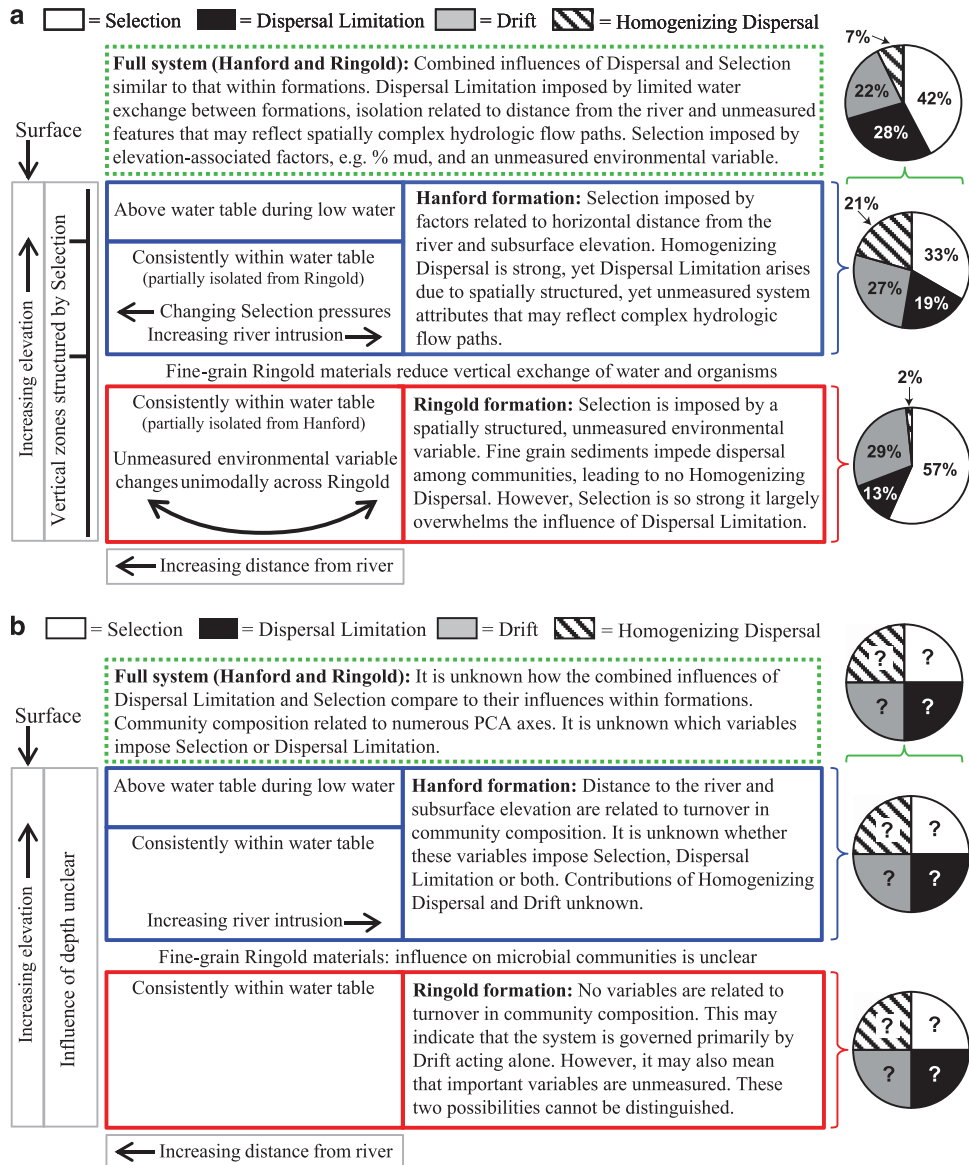 a
= Selection = Dispersal Limitation = Drift = Homogenizing Dispersal
Full system (Hanford and Ringold): Combined influences of Dispersal and Selection
similar to that within formations. Dispersal Limitation imposed by limited water
exchange between formations, isolation related to distance from the river and unmeasured
features that may reflect spatially complex hydrologic flow paths. Selection imposed by
elevation-associated factors, e.g. % mud, and an unmeasured environmental variable.
7%
42%
22%
28%
Surface
Increasing elevation
Vertical zones structured by Selection
Above water table during low water
Consistently within water table
(partially isolated from Ringold)
Changing Selection pressures
Increasing river intrusion
Hanford formation: Selection imposed by
factors related to horizontal distance from the
river and subsurface elevation. Homogenizing
Dispersal is strong, yet Dispersal Limitation arises
due to spatially structured, yet unmeasured system
attributes that may reflect complex hydrologic
flow paths.
21%
33%
27%
19%
Fine-grain Ringold materials reduce vertical exchange of water and organisms
Consistently within water table
(partially isolated from Hanford)
Unmeasured environmental variable
changes unimodally across Ringold
Ringold formation: Selection is imposed by a
spatially structured, unmeasured environmental
variable. Fine grain sediments impede dispersal
among communities, leading to no Homogenizing
Dispersal. However, Selection is so strong it largely
overwhelms the influence of Dispersal Limitation.
2%
29%
57%
13%
Increasing distance from river
b
= Selection = Dispersal Limitation = Drift = Homogenizing Dispersal
Full system (Hanford and Ringold): It is unknown how the combined influences of
Dispersal Limitation and Selection compare to their influences within formations.
Community composition related to numerous PCA axes. It is unknown which variables
impose Selection or Dispersal Limitation.
? ?
? ?
Surface
Increasing elevation
Influence of depth unclear
Above water table during low water
Consistently within water table
Increasing river intrusion
Hanford formation: Distance to the river and
subsurface elevation are related to turnover in
community composition. It is unknown whether
these variables impose Selection, Dispersal
Limitation or both. Contributions of Homogenizing
Dispersal and Drift unknown.
? ?
? ?
Fine-grain Ringold materials: influence on microbial communities is unclear
Consistently within water table
Ringold formation: No variables are related to
turnover in community composition. This may
indicate that the system is governed primarily by
Drift acting alone. However, it may also mean
that important variables are unmeasured. These
two possibilities cannot be distinguished.
? ?
? ?
Increasing distance from river